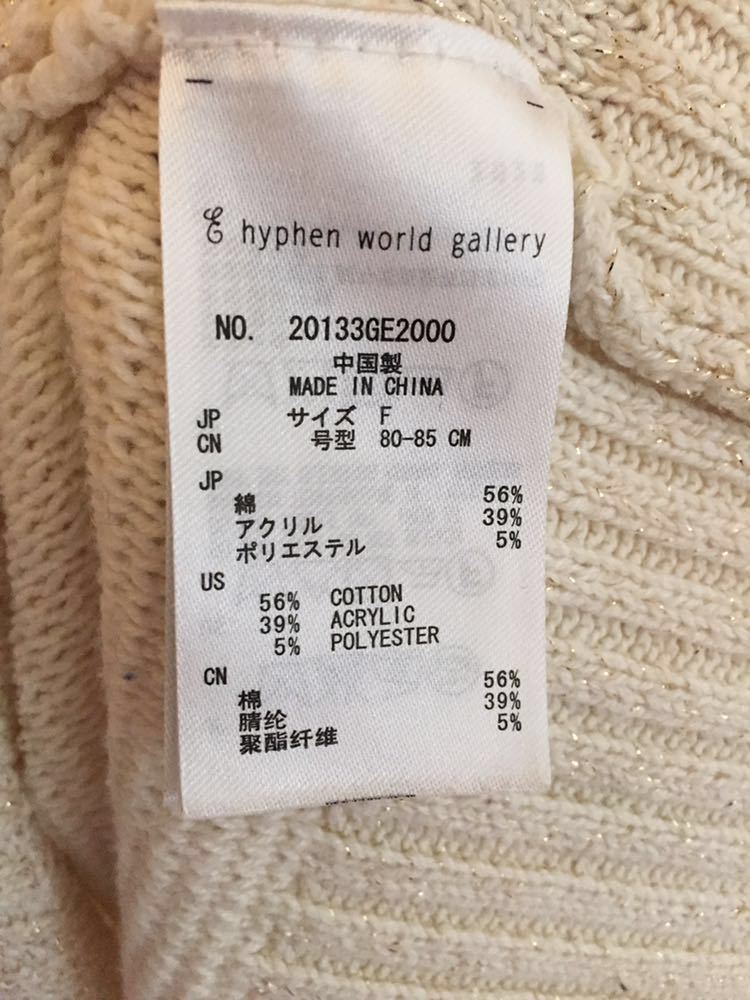 E hyphen world gallery
NO. 20133GE2000
中国製
MADE IN CHINA
JP サイズ F
CN 号型 80-85 CM
JP
綿 56%
アクリル 39%
ポリエステル 5%
US
56% COTTON
39% ACRYLIC
5% POLYESTER
CN
棉 56%
腈纶 39%
聚酯纤维 5%